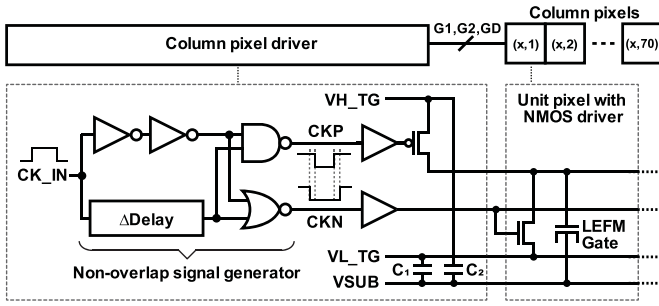 Column pixels
G1,G2,GD
Column pixel driver
(x,1) (x,2) (x,70)
VH_TG
Unit pixel with
NMOS driver
CKP
CK_IN
ΔDelay
CKN
LEFM
Gate
Non-overlap signal generator
VL_TG
C₁ C₂
VSUB